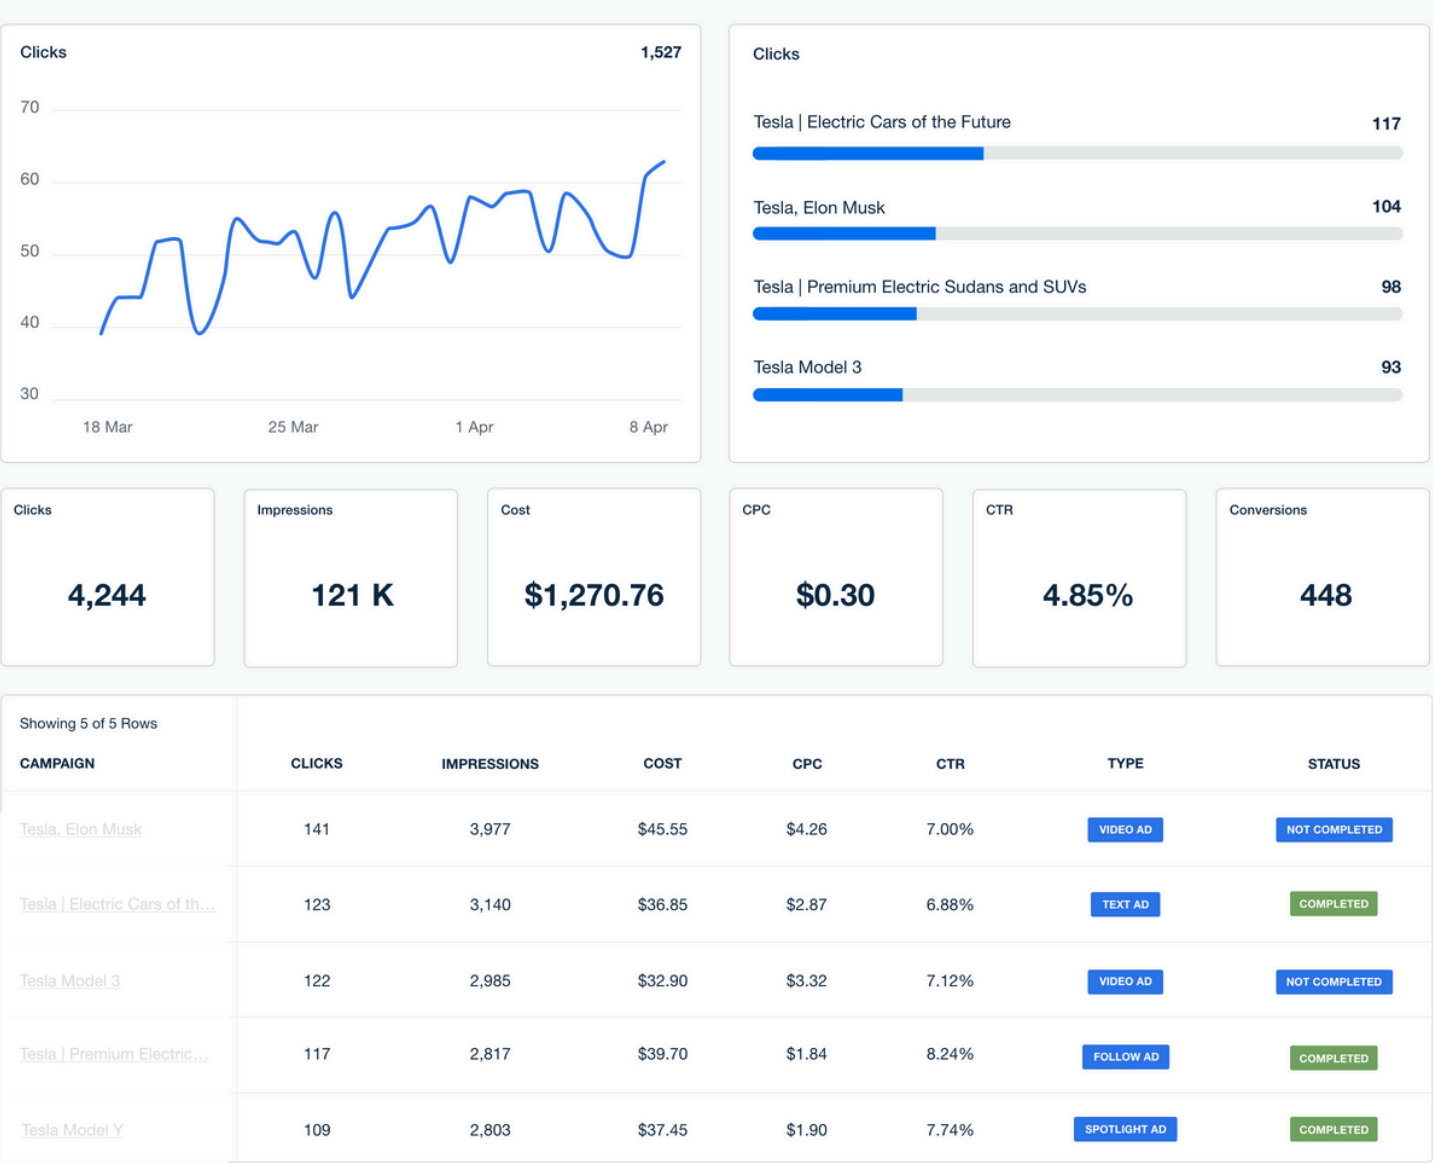 Clicks 1,527
70
60
50
40
30
18 Mar 25 Mar 1 Apr 8 Apr
Clicks
Tesla | Electric Cars of the Future 117
Tesla, Elon Musk 104
Tesla | Premium Electric Sudans and SUVs 98
Tesla Model 3 93
Clicks
4,244
Impressions
121 K
Cost
$1,270.76
CPC
$0.30
CTR
4.85%
Conversions
448
Showing 5 of 5 Rows
CAMPAIGN CLICKS IMPRESSIONS COST CPC CTR TYPE STATUS
Tesla, Elon Musk 141 3,977 $45.55 $4.26 7.00% VIDEO AD NOT COMPLETED
Tesla | Electric Cars of th... 123 3,140 $36.85 $2.87 6.88% TEXT AD COMPLETED
Tesla Model 3 122 2,985 $32.90 $3.32 7.12% VIDEO AD NOT COMPLETED
Tesla | Premium Electric... 117 2,817 $39.70 $1.84 8.24% FOLLOW AD COMPLETED
Tesla Model Y 109 2,803 $37.45 $1.90 7.74% SPOTLIGHT AD COMPLETED